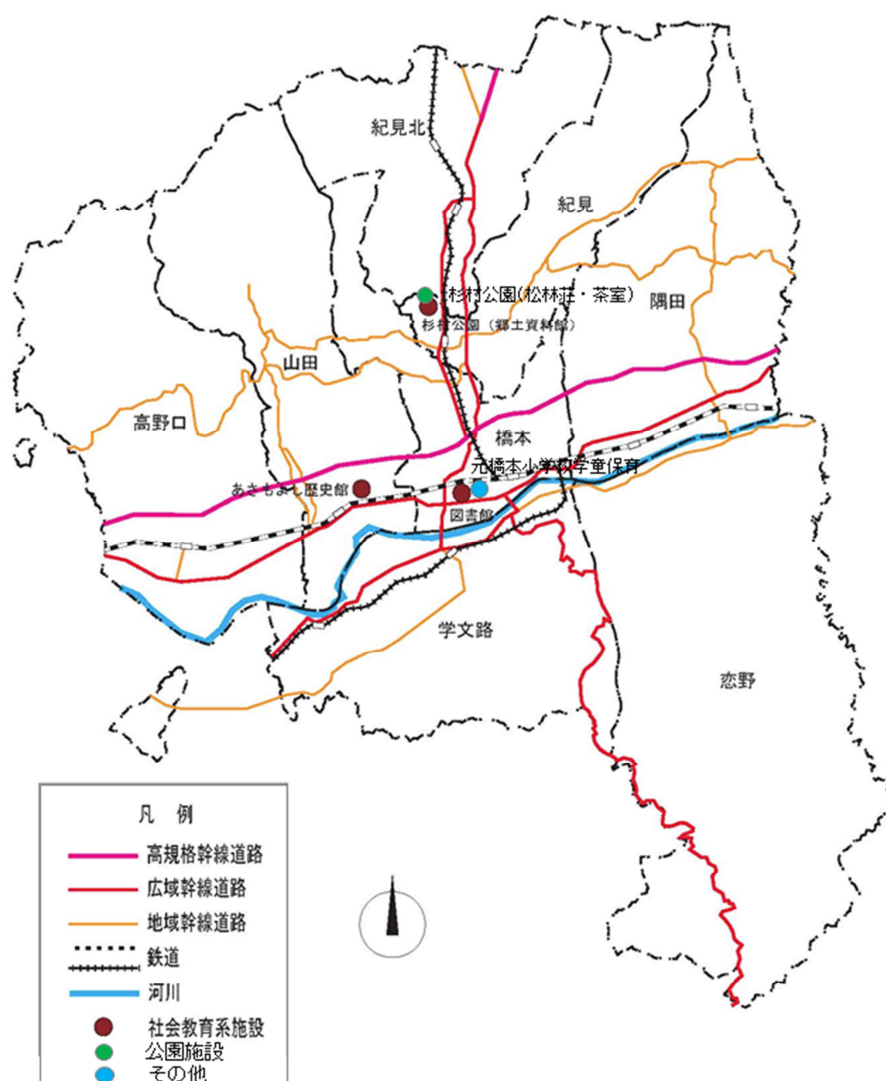 紀見北
紀見
杉村公園(松林荘・茶室)
隅田
杉村公園（郷土資料館）
山田
高野口
橋本
元橋本小学校学童保育
あさもよし歴史館
図書館
学文路
恋野
凡 例
高規格幹線道路
広域幹線道路
地域幹線道路
鉄道
河川
社会教育系施設
公園施設
その他